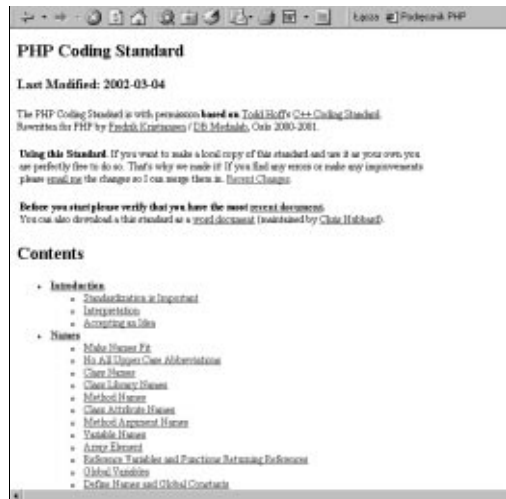 Łącza Podręcznik PHP
PHP Coding Standard
Last Modified: 2002-03-04
The PHP Coding Standard is with permission based on Todd Hoff's C++ Coding Standard.
Rewritten for PHP by Fredrik Kristiansen / DB Medialab, Oslo 2000-2001.
Using this Standard. If you want to make a local copy of this standard and use it as your own you
are perfectly free to do so. That's why we made it! If you find any errors or make any improvements
please email me the changes so I can merge them in. Recent Changes.
Before you start please verify that you have the most recent document.
You can also download a this standard as a word document (maintained by Chris Hubbard).
Contents
Introduction
Standardization is Important
Interpretation
Accepting an Idea
Names
Make Names Fit
No All Upper Case Abbreviations
Class Names
Class Library Names
Method Names
Class Attribute Names
Method Argument Names
Variable Names
Array Element
Reference Variables and Functions Returning References
Global Variables
Define Names and Global Constants